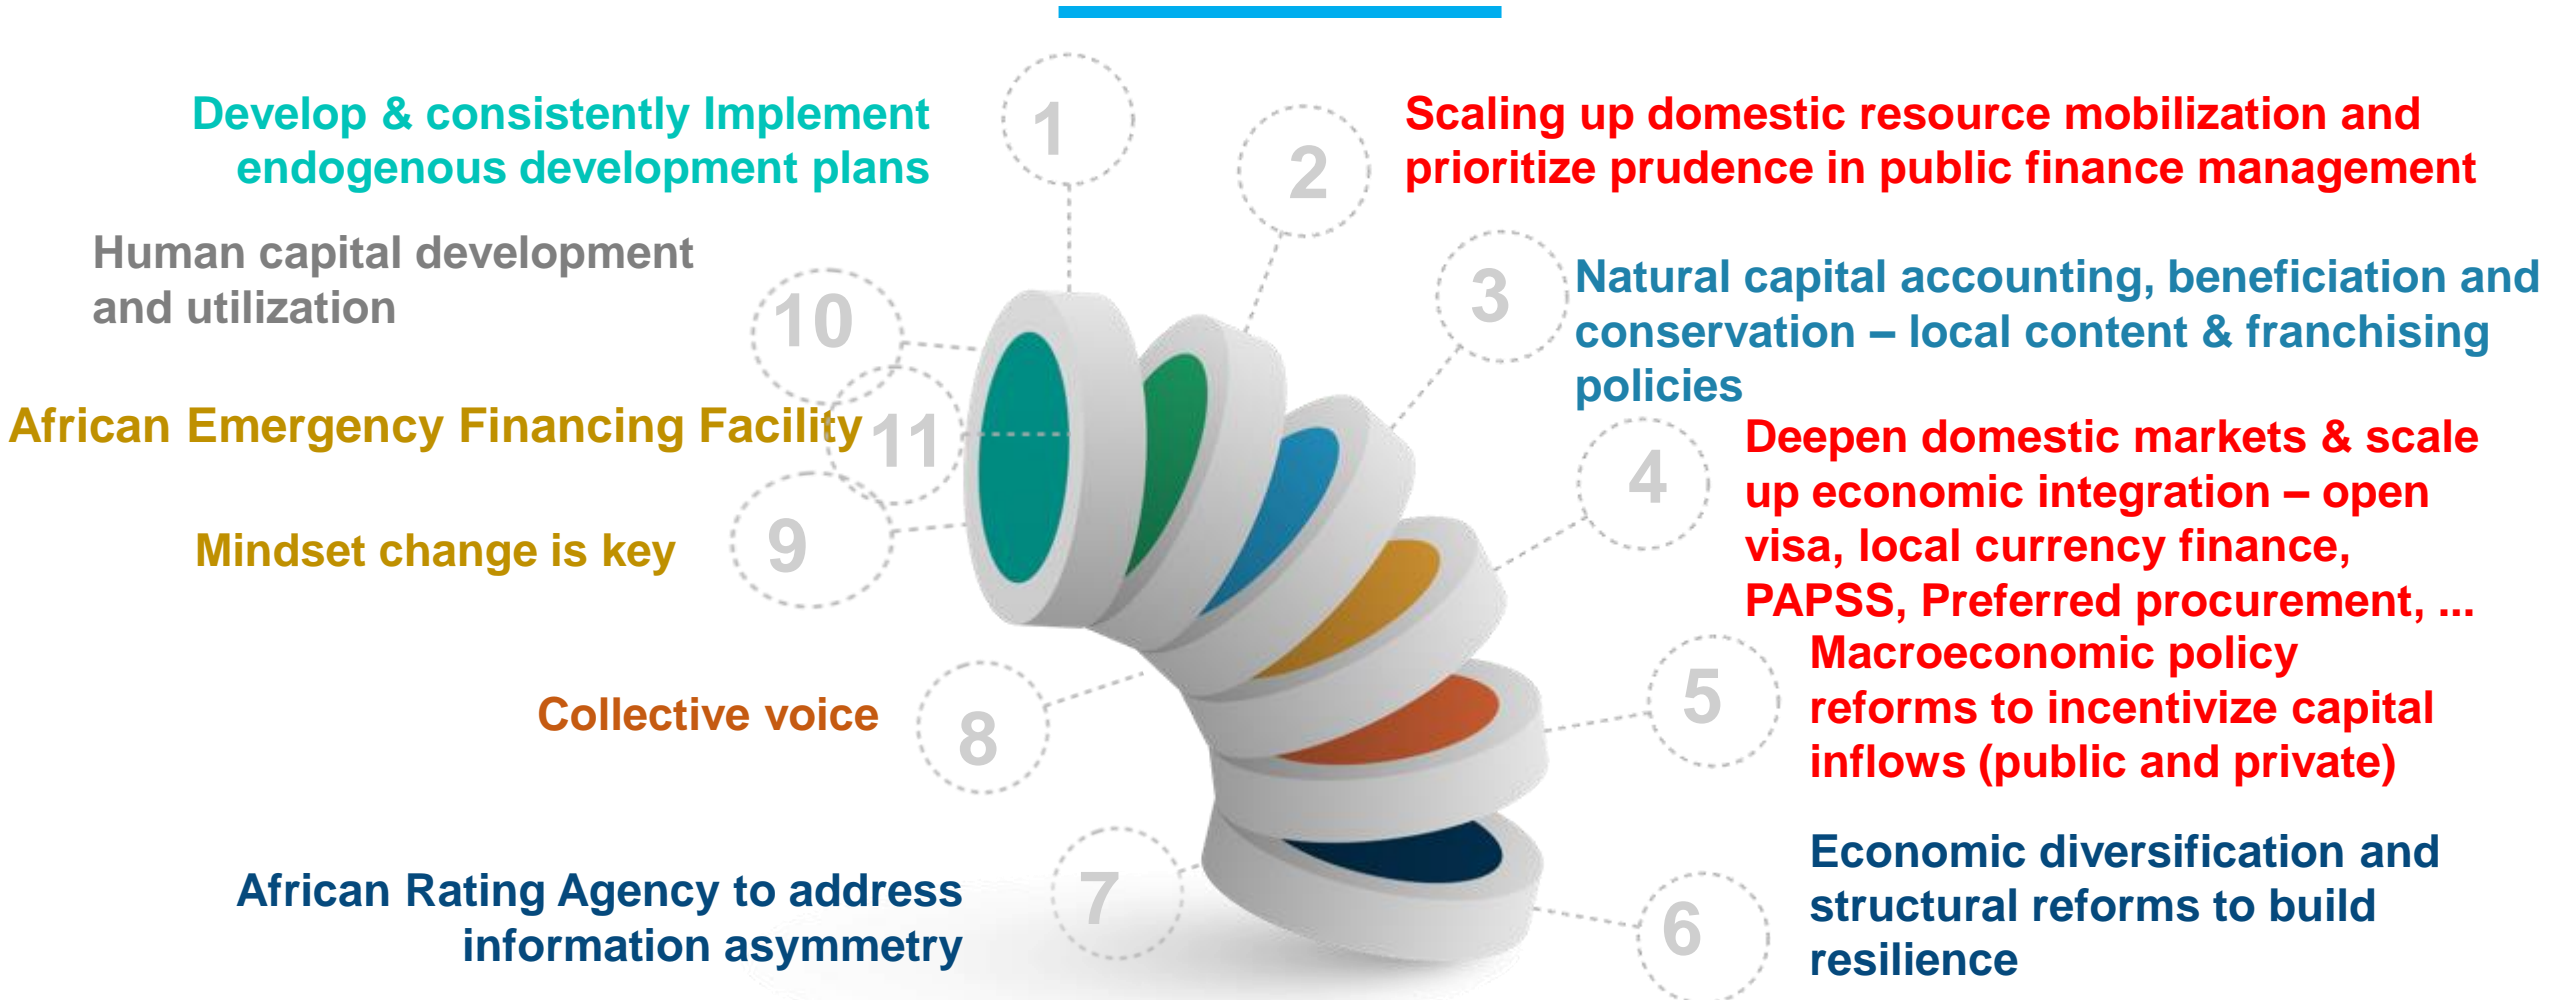 1
Develop & consistently Implement
endogenous development plans
2
Scaling up domestic resource mobilization and
prioritize prudence in public finance management
3
Natural capital accounting, beneficiation and
conservation – local content & franchising
policies
4
Deepen domestic markets & scale
up economic integration – open
visa, local currency finance,
PAPSS, Preferred procurement, ...
5
Macroeconomic policy
reforms to incentivize capital
inflows (public and private)
6
Economic diversification and
structural reforms to build
resilience
7
African Rating Agency to address
information asymmetry
8
Collective voice
9
Mindset change is key
10
Human capital development
and utilization
11
African Emergency Financing Facility